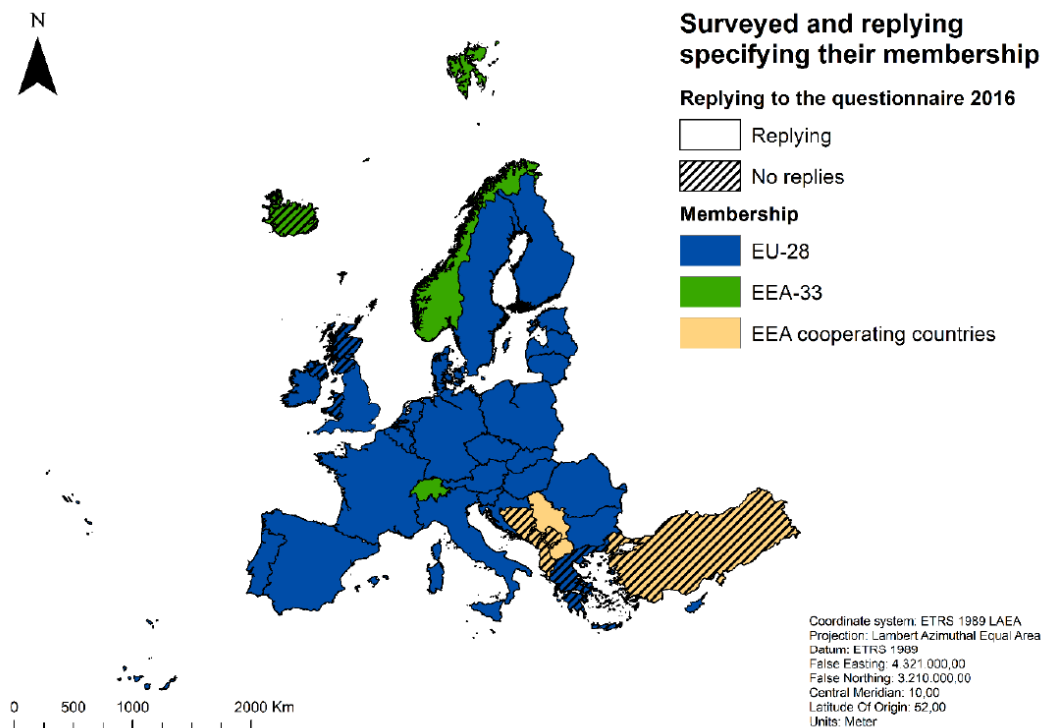 N
Surveyed and replying
specifying their membership
Replying to the questionnaire 2016
Replying
No replies
Membership
EU-28
EEA-33
EEA cooperating countries
Coordinate system: ETRS 1989 LAEA
Projection: Lambert Azimuthal Equal Area
Datum: ETRS 1989
False Easting: 4.321.000,00
False Northing: 3.210.000,00
Central Meridian: 10,00
Latitude Of Origin: 52,00
Units: Meter
0 500 1000 2000 Km